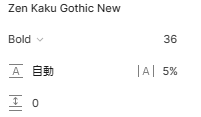 Zen Kaku Gothic New
Bold 36
A 自動 |A| 5%
0